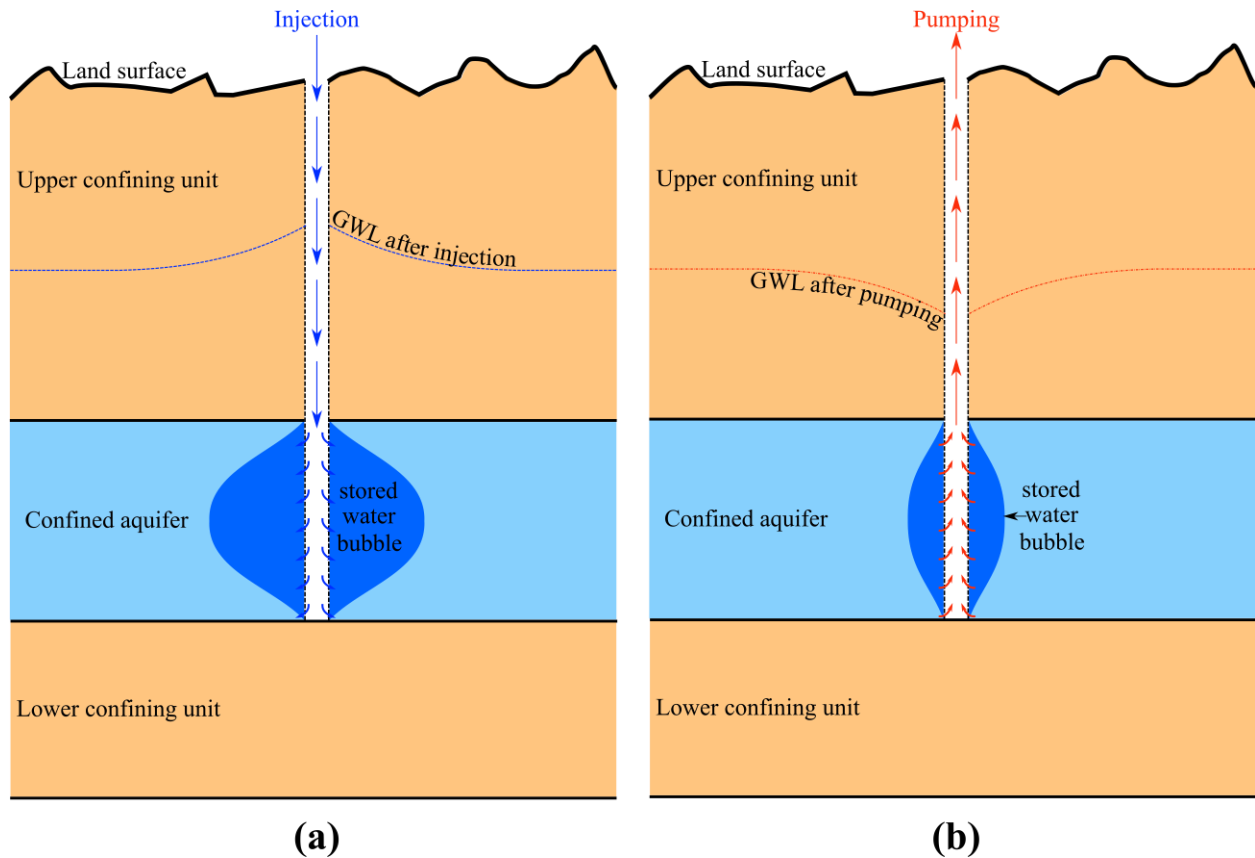 Injection
Land surface
Upper confining unit
GWL after injection
Confined aquifer
stored
water
bubble
Lower confining unit
(a)
Pumping
Land surface
Upper confining unit
GWL after pumping
Confined aquifer
stored
water
bubble
Lower confining unit
(b)